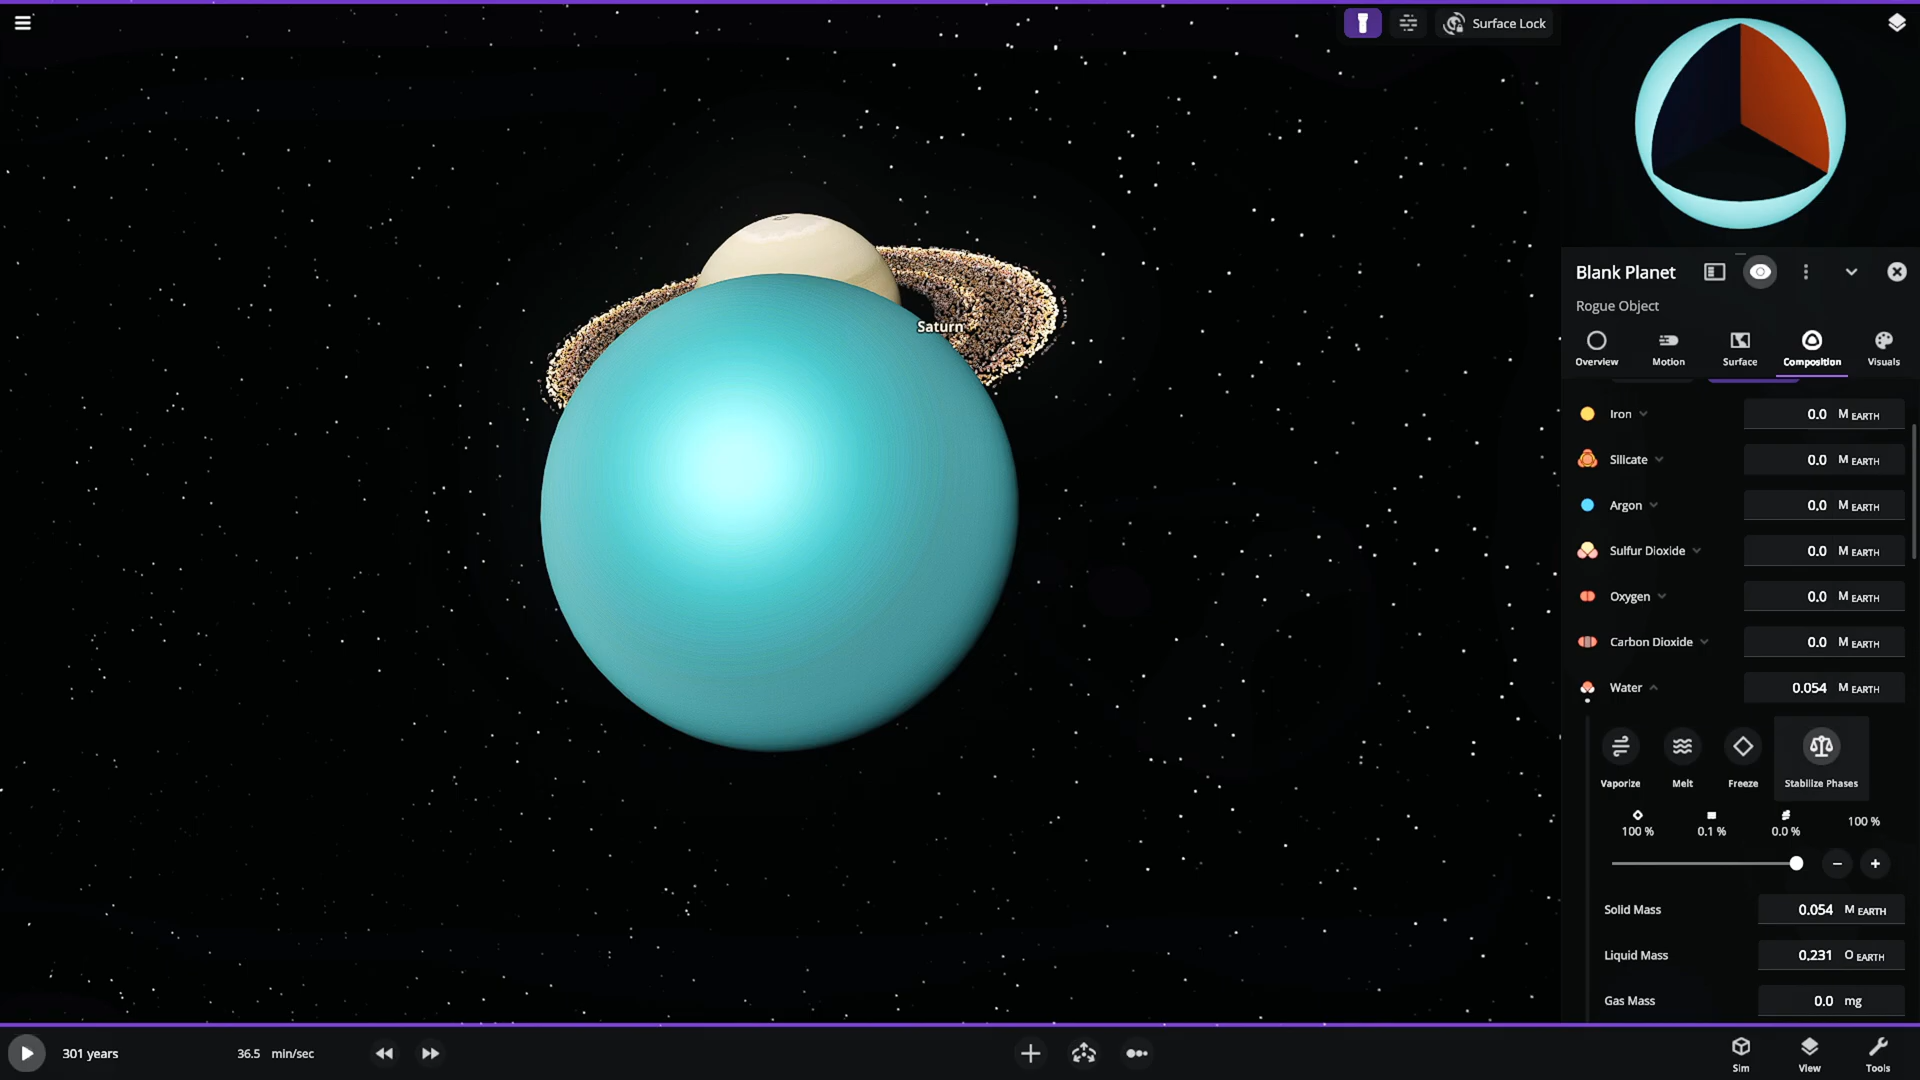 Surface Lock
Saturn
Blank Planet
Rogue Object
Overview Motion Surface Composition Visuals
Iron 0.0 M EARTH
Silicate 0.0 M EARTH
Argon 0.0 M EARTH
Sulfur Dioxide 0.0 M EARTH
Oxygen 0.0 M EARTH
Carbon Dioxide 0.0 M EARTH
Water 0.054 M EARTH
Vaporize Melt Freeze Stabilize Phases
100 % 0.1 % 0.0 % 100 %
Solid Mass 0.054 M EARTH
Liquid Mass 0.231 O EARTH
Gas Mass 0.0 mg
301 years 36.5 min/sec
Sim View Tools